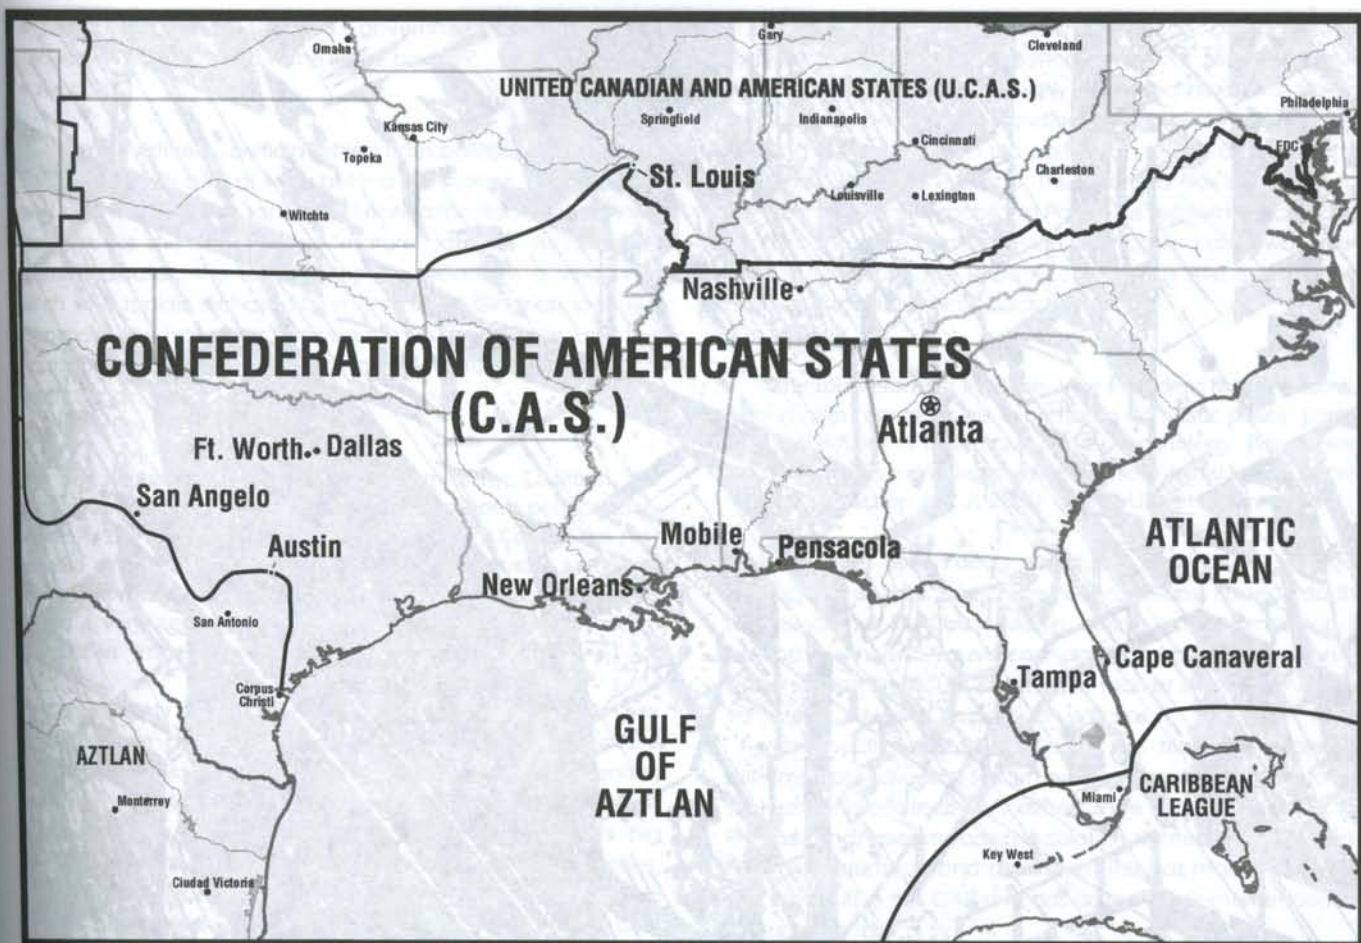 Gary
Cleveland
Omaha
UNITED CANADIAN AND AMERICAN STATES (U.C.A.S.)
Philadelphia
Springfield
Indianapolis
Kansas City
Cincinnati
FDC
Topeka
Charleston
St. Louis
Louisville
Lexington
Witchta
Nashville
CONFEDERATION OF AMERICAN STATES
(C.A.S.)
Atlanta
Ft. Worth
Dallas
San Angelo
ATLANTIC
OCEAN
Mobile
Pensacola
Austin
New Orleans
San Antonio
Cape Canaveral
Tampa
Corpus
Christi
GULF
OF
AZTLAN
AZTLAN
CARIBBEAN
LEAGUE
Miami
Monterroy
Key West
Ciudad Victoria